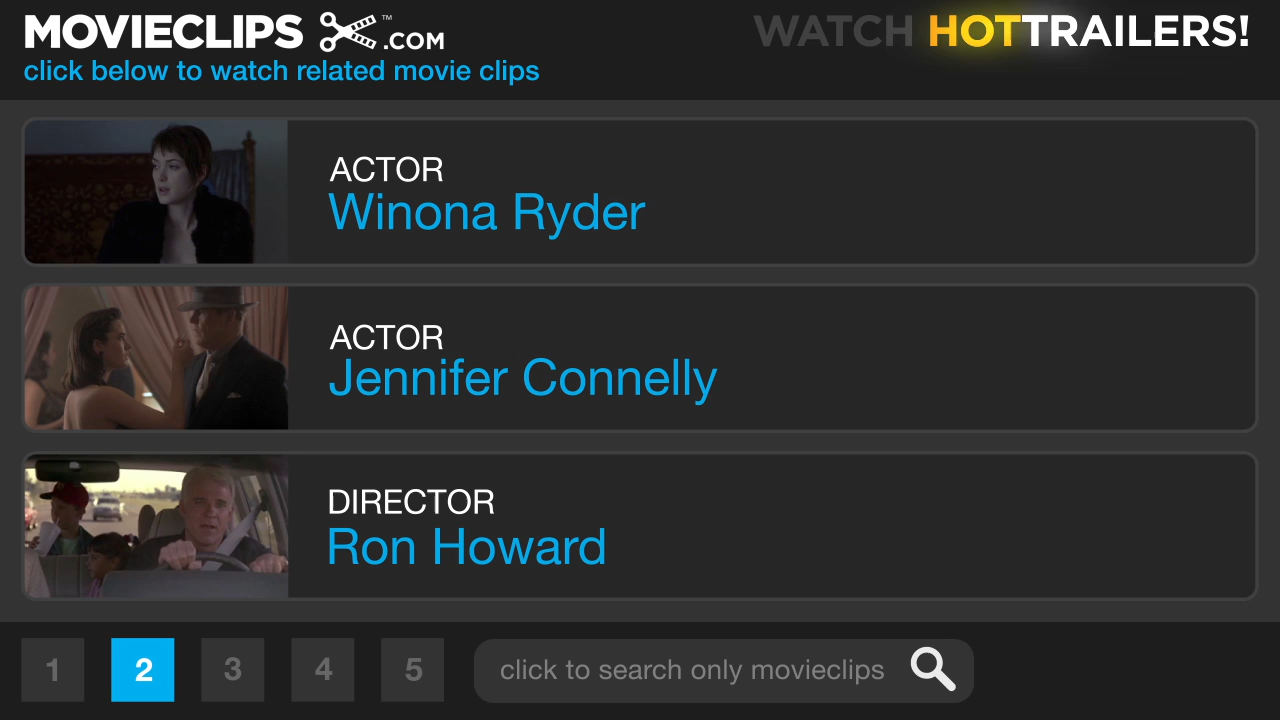 MOVIECLIPS ™ .COM
WATCH HOTTRAILERS!
click below to watch related movie clips
ACTOR
Winona Ryder
ACTOR
Jennifer Connelly
DIRECTOR
Ron Howard
1 2 3 4 5 click to search only movieclips